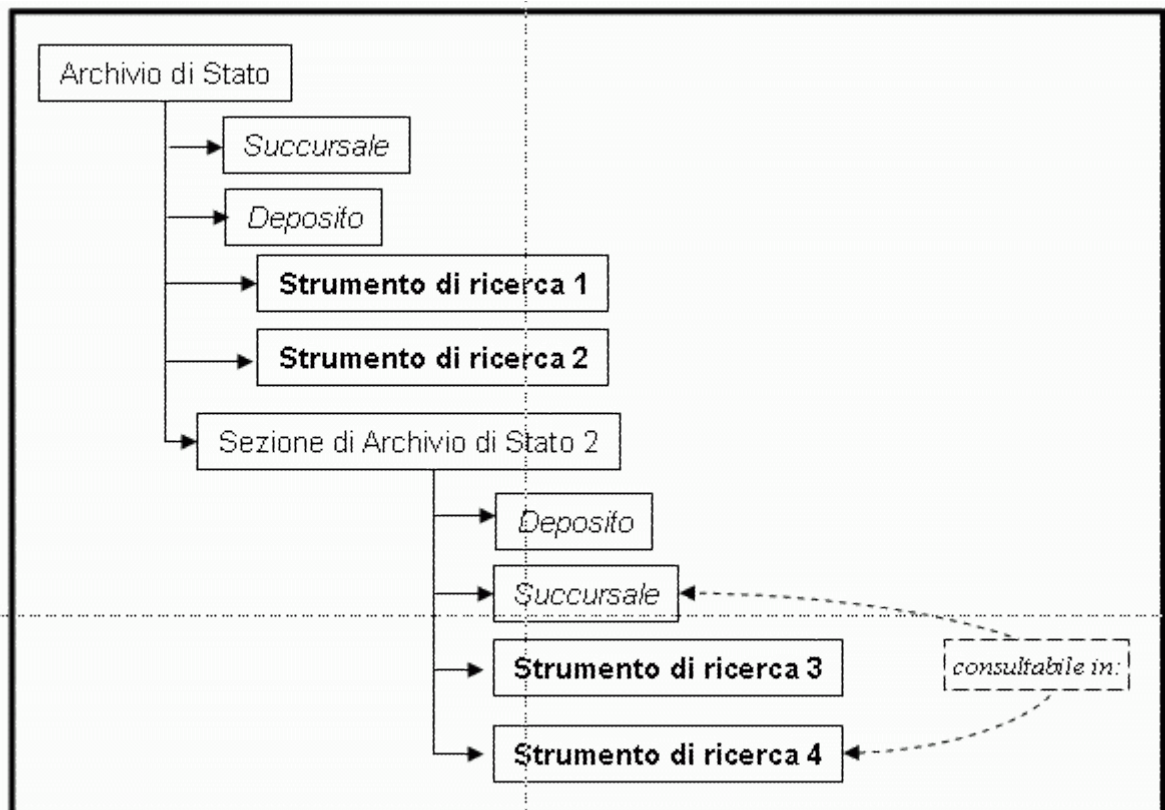 Archivio di Stato
Succursale
Deposito
Strumento di ricerca 1
Strumento di ricerca 2
Sezione di Archivio di Stato 2
Deposito
Succursale
Strumento di ricerca 3
consultabile in:
Strumento di ricerca 4